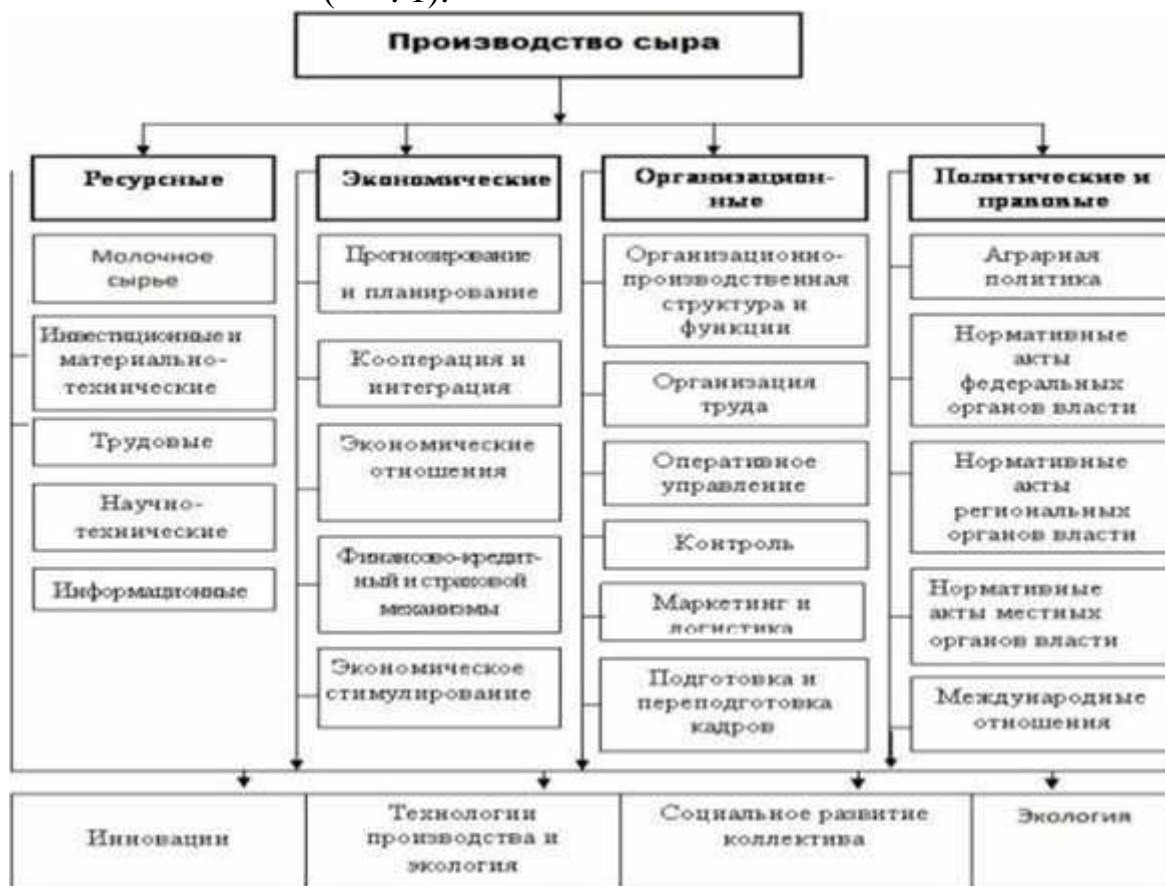 Производство сыра
Ресурсные
Молочное
сырье
Инвестиционные и
материально-
технические
Трудовые
Научно-
технические
Информационные
Экономические
Прогнозирование
и планирование
Кооперация и
интеграция
Экономические
отношения
Финансово-кредит-
ный и страховой
механизмы
Экономическое
стимулирование
Организацион-
ные
Организационно-
производственная
структура и
функции
Организация
труда
Оперативное
управление
Контроль
Маркетинг и
логистика
Подготовка и
переподготовка
кадров
Политические и
правовые
Аграрная
политика
Нормативные
акты
федеральных
органов власти
Нормативные
акты
региональных
органов власти
Нормативные
акты местных
органов власти
Международные
отношения
Инновации
Технологии
производства и
экология
Социальное развитие
коллектива
Экология